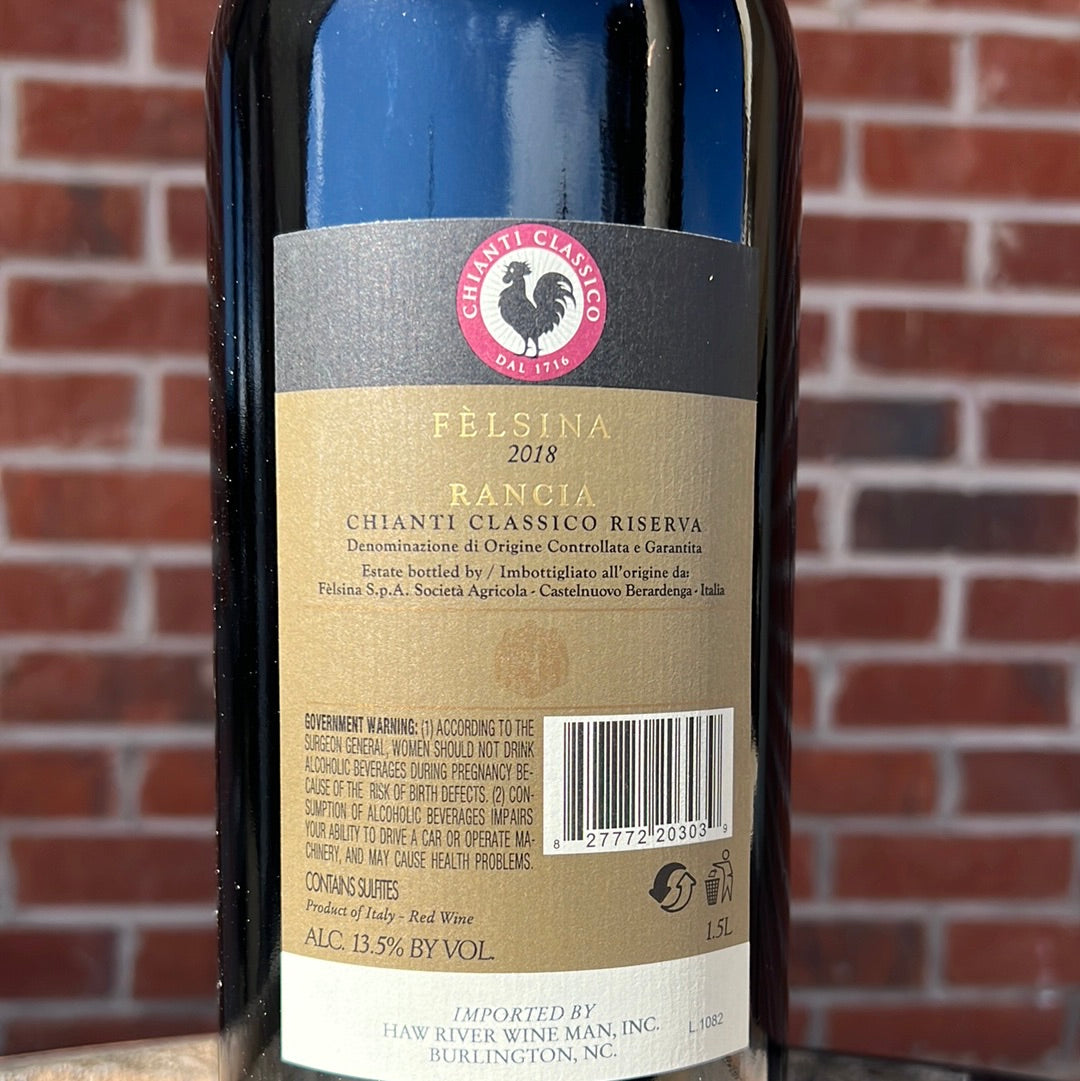 CHIANTI CLASSICO
DAL 1716
FÈLSINA
2018
RANCIA
CHIANTI CLASSICO RISERVA
Denominazione di Origine Controllata e Garantita
Estate bottled by / Imbottigliato all'origine da:
Fèlsina S.p.A. Società Agricola - Castelnuovo Berardenga - Italia
GOVERNMENT WARNING: (1) ACCORDING TO THE
SURGEON GENERAL, WOMEN SHOULD NOT DRINK
ALCOHOLIC BEVERAGES DURING PREGNANCY BE-
CAUSE OF THE RISK OF BIRTH DEFECTS. (2) CON-
SUMPTION OF ALCOHOLIC BEVERAGES IMPAIRS
YOUR ABILITY TO DRIVE A CAR OR OPERATE MA-
CHINERY, AND MAY CAUSE HEALTH PROBLEMS.
8 27772 20303 9
CONTAINS SULFITES
Product of Italy - Red Wine
ALC. 13.5% BY VOL.
1.5L
IMPORTED BY
HAW RIVER WINE MAN, INC.
L.1082
BURLINGTON, NC.